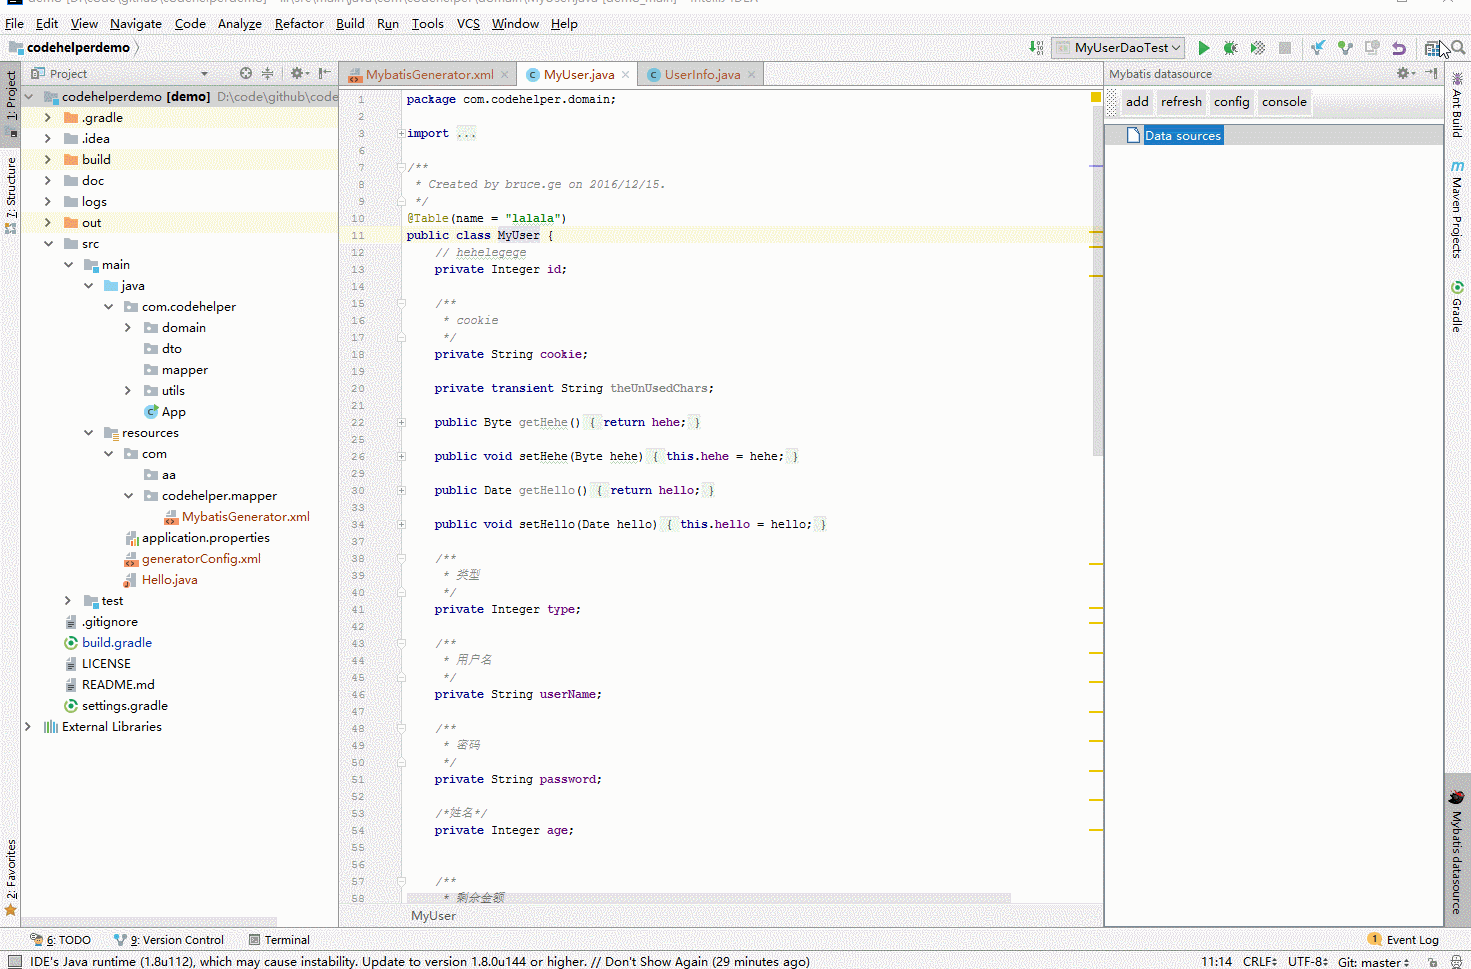 File Edit View Navigate Code Analyze Refactor Build Run Tools VCS Window Help
codehelperdemo
MyUserDaoTest
1: Project
7: Structure
2: Favorites
Project
codehelperdemo [demo] D:\code\github\code
.gradle
.idea
build
doc
logs
out
src
main
java
com.codehelper
domain
dto
mapper
utils
App
resources
com
aa
codehelper.mapper
MybatisGenerator.xml
application.properties
generatorConfig.xml
Hello.java
test
.gitignore
build.gradle
LICENSE
README.md
settings.gradle
External Libraries
MybatisGenerator.xml
MyUser.java
UserInfo.java
1 package com.codehelper.domain;
2
3 import ...
6
7 /**
8 * Created by bruce.ge on 2016/12/15.
9 */
10 @Table(name = "lalala")
11 public class MyUser {
12 // hehelegege
13 private Integer id;
14
15 /**
16 * cookie
17 */
18 private String cookie;
19
20 private transient String theUnUsedChars;
21
22 public Byte getHehe() { return hehe; }
25
26 public void setHehe(Byte hehe) { this.hehe = hehe; }
29
30 public Date getHello() { return hello; }
33
34 public void setHello(Date hello) { this.hello = hello; }
37
38 /**
39 * 类型
40 */
41 private Integer type;
42
43 /**
44 * 用户名
45 */
46 private String userName;
47
48 /**
49 * 密码
50 */
51 private String password;
52
53 /*姓名*/
54 private Integer age;
55
56
57 /**
58 * 剩余金额
MyUser
Mybatis datasource
add refresh config console
Data sources
Ant Build
Maven Projects
Gradle
Mybatis datasource
6: TODO
9: Version Control
Terminal
1 Event Log
IDE's Java runtime (1.8u112), which may cause instability. Update to version 1.8.0u144 or higher. // Don't Show Again (29 minutes ago)
11:14 CRLF UTF-8 Git: master